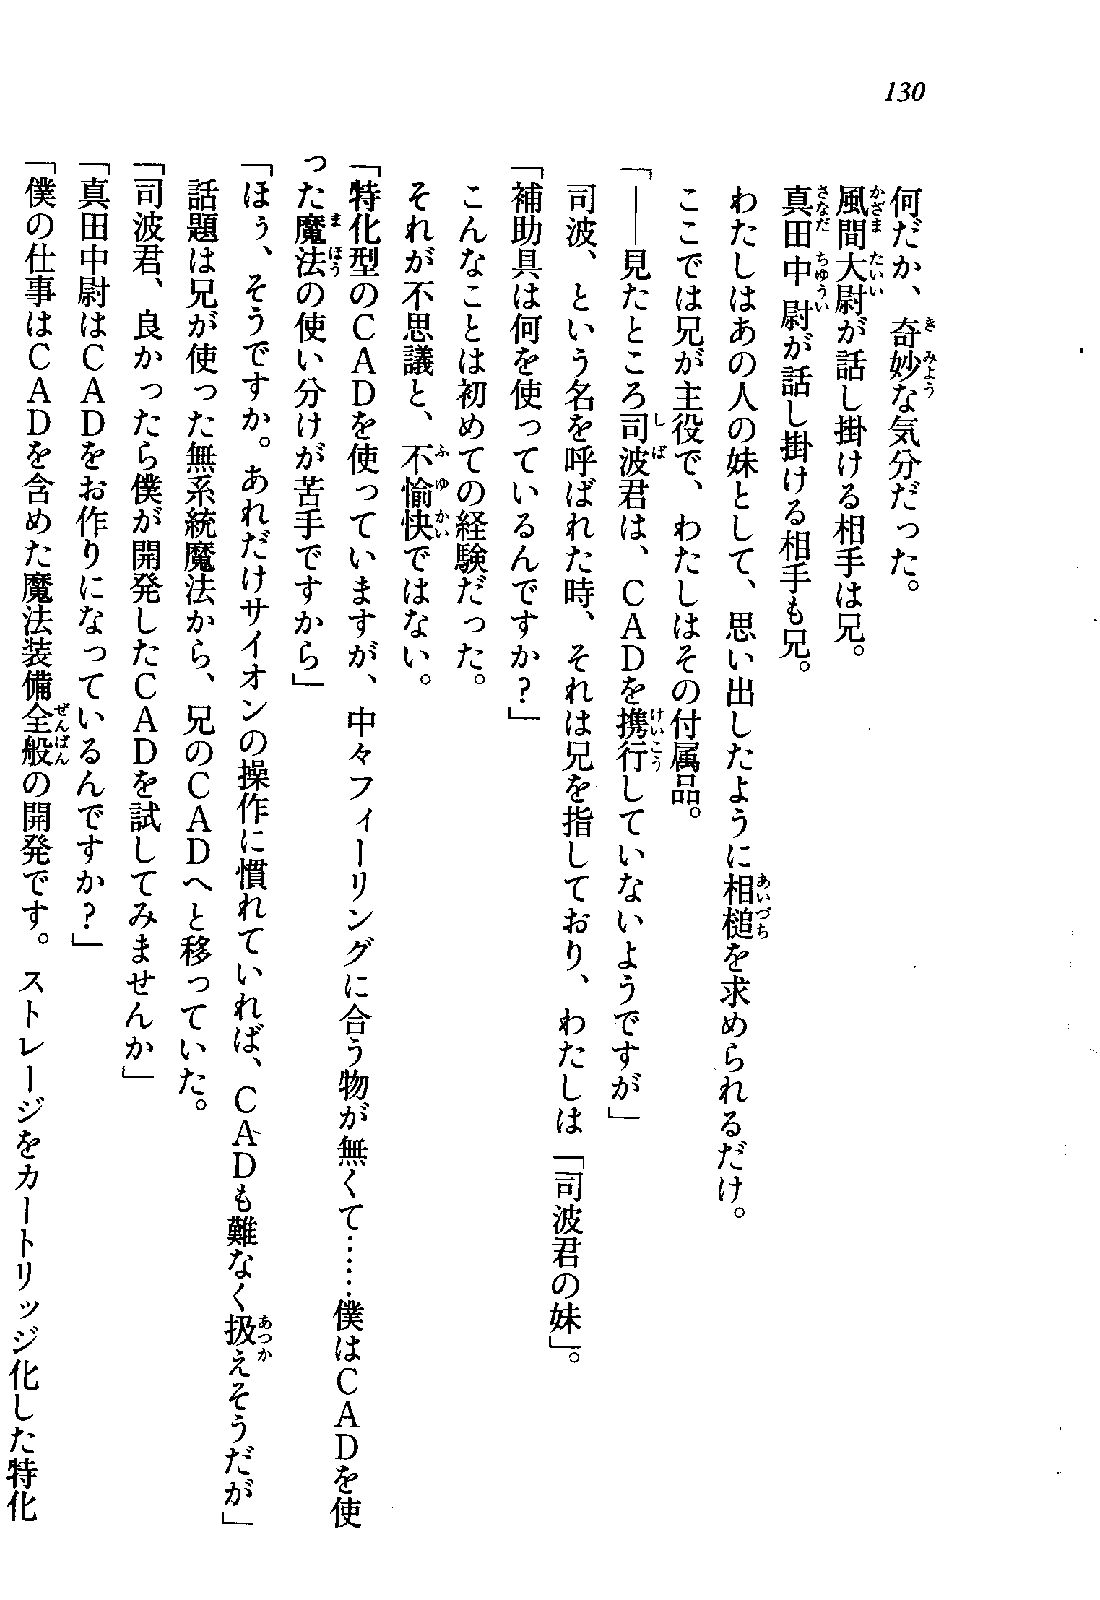 130
何だか、奇妙な気分だった。
風間大尉が話し掛ける相手は兄。
真田中尉が話し掛ける相手も兄。
わたしはあの人の妹として、思い出したように相槌を求められるだけ。
ここでは兄が主役で、わたしはその付属品。
「――見たところ司波君は、CADを携行していないようですが」
司波、という名を呼ばれた時、それは兄を指しており、わたしは「司波君の妹」。
「補助具は何を使っているんですか?」
こんなことは初めての経験だった。
それが不思議と、不愉快ではない。
「特化型のCADを使っていますが、中々フィーリングに合う物が無くて……僕はCADを使
った魔法の使い分けが苦手ですから」
「ほぅ、そうですか。あれだけサイオンの操作に慣れていれば、CADも難なく扱えそうだが」
話題は兄が使った無系統魔法から、兄のCADへと移っていた。
「司波君、良かったら僕が開発したCADを試してみませんか」
「真田中尉はCADをお作りになっているんですか?」
「僕の仕事はCADを含めた魔法装備全般の開発です。ストレージをカートリッジ化した特化